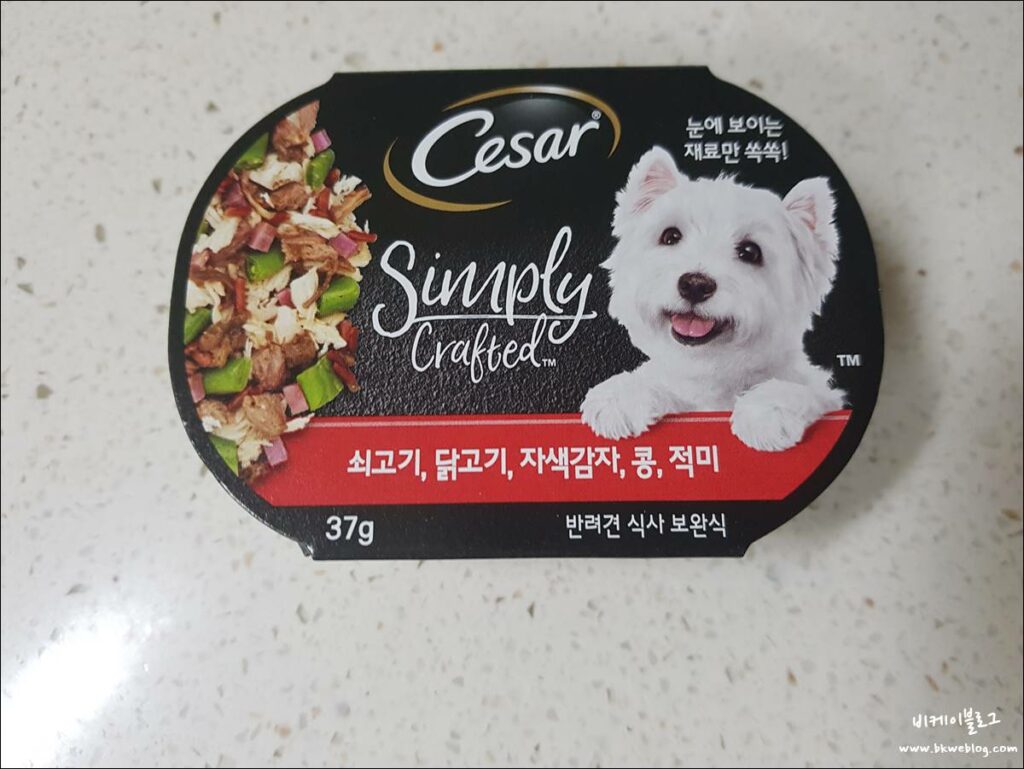 Cesar®
눈에 보이는
재료만 쏙쏙!
Simply
Crafted™
TM
쇠고기, 닭고기, 자색감자, 콩, 적미
37g
반려견 식사 보완식
비케이블로그
www.bkweblog.com